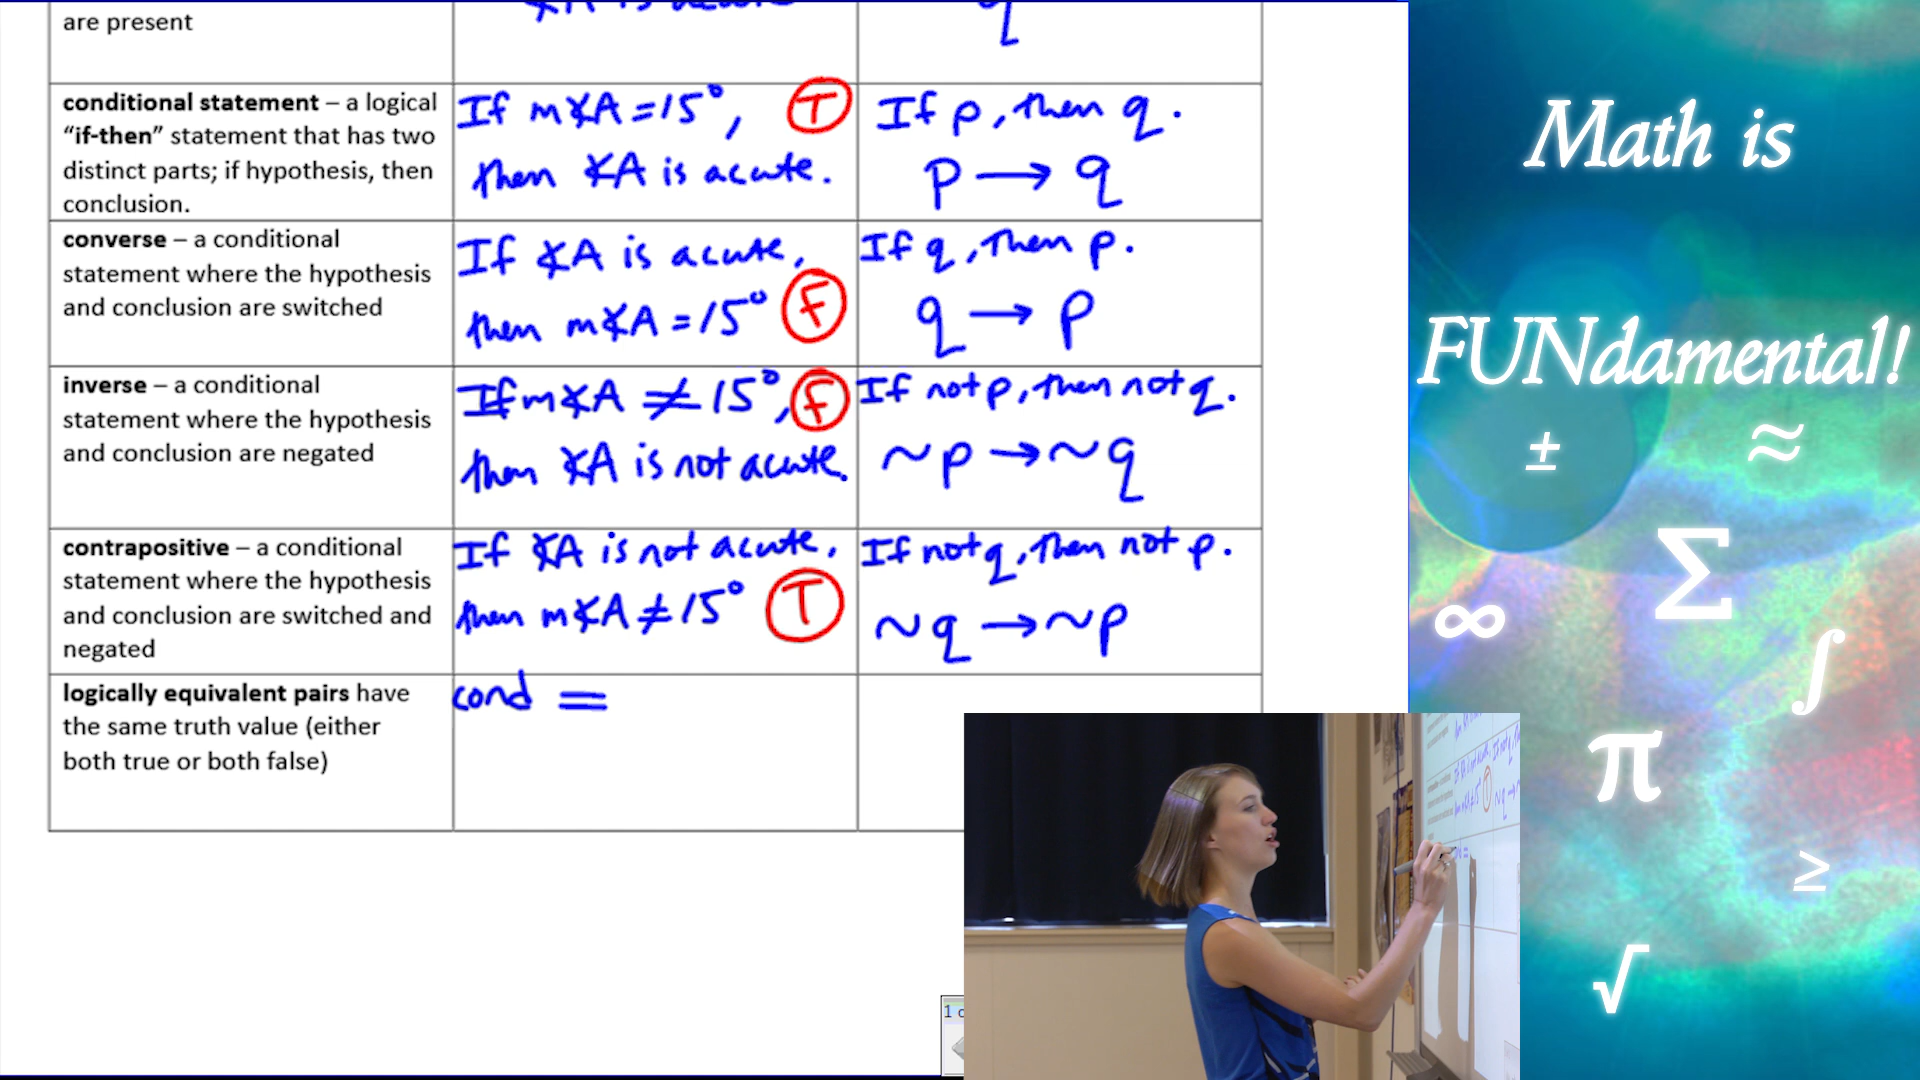 are present
q
conditional statement – a logical
"if-then" statement that has two
distinct parts; if hypothesis, then
conclusion.
If m∡A = 15°, T
then ∡A is acute.
If p, then q.
p → q
converse – a conditional
statement where the hypothesis
and conclusion are switched
If ∡A is acute,
then m∡A = 15° F
If q, then p.
q → p
inverse – a conditional
statement where the hypothesis
and conclusion are negated
If m∡A ≠ 15°, F
then ∡A is not acute.
If not p, then not q.
~p → ~q
contrapositive – a conditional
statement where the hypothesis
and conclusion are switched and
negated
If ∡A is not acute,
then m∡A ≠ 15° T
If not q, then not p.
~q → ~p
logically equivalent pairs have
the same truth value (either
both true or both false)
cond =
Math is
FUNdamental!
± ≈
Σ
∞
∫
π
≥
√